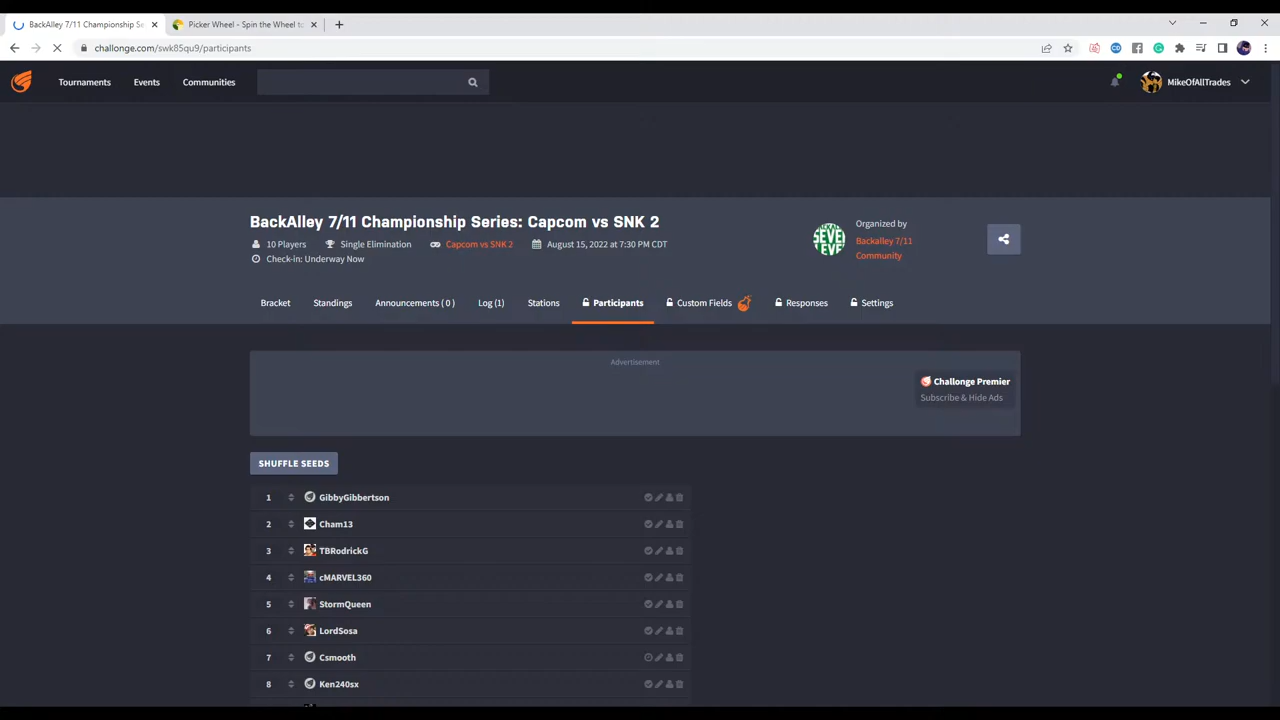 BackAlley 7/11 Championship Se
Picker Wheel - Spin the Wheel to
challonge.com/swk85qu9/participants
Tournaments Events Communities
MikeOfAllTrades
BackAlley 7/11 Championship Series: Capcom vs SNK 2
10 Players Single Elimination Capcom vs SNK 2 August 15, 2022 at 7:30 PM CDT
Check-in: Underway Now
SEVE
Organized by
Backalley 7/11
Community
Bracket Standings Announcements ( 0 ) Log (1) Stations Participants Custom Fields Responses Settings
Advertisement
Challonge Premier
Subscribe & Hide Ads
SHUFFLE SEEDS
1 GibbyGibbertson
2 Cham13
3 TBRodrickG
4 cMARVEL360
5 StormQueen
6 LordSosa
7 Csmooth
8 Ken240sx